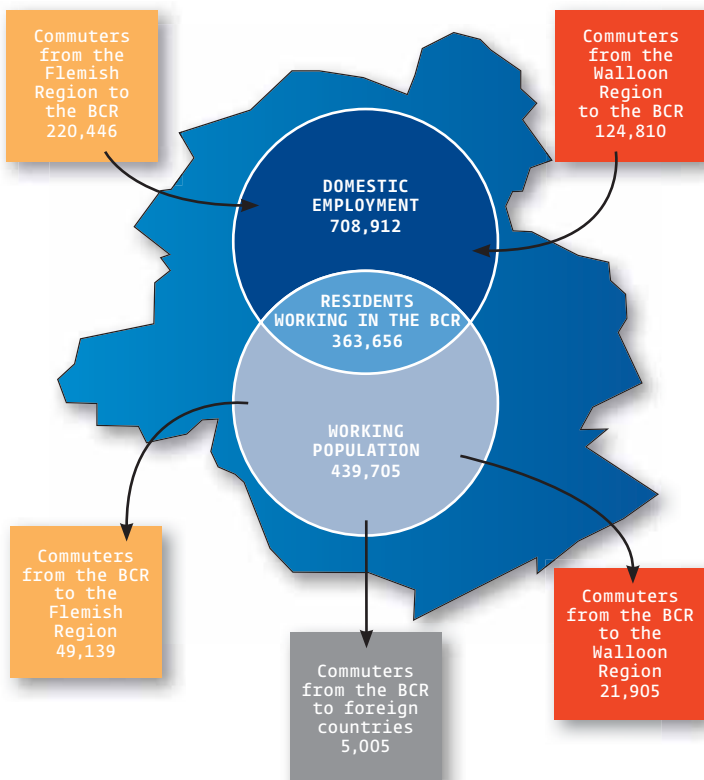 Commuters
from the
Flemish
Region to
the BCR
220,446
Commuters
from the
Walloon
Region
to the BCR
124,810
DOMESTIC
EMPLOYMENT
708,912
RESIDENTS
WORKING IN THE BCR
363,656
WORKING
POPULATION
439,705
Commuters
from the BCR
to the
Flemish
Region
49,139
Commuters
from the BCR
to foreign
countries
5,005
Commuters
from the BCR
to the
Walloon
Region
21,905